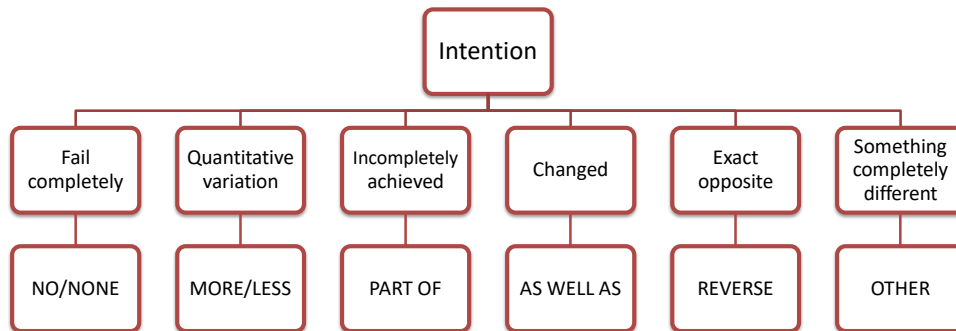 Intention
Fail
completely
Quantitative
variation
Incompletely
achieved
Changed
Exact
opposite
Something
completely
different
NO/NONE
MORE/LESS
PART OF
AS WELL AS
REVERSE
OTHER